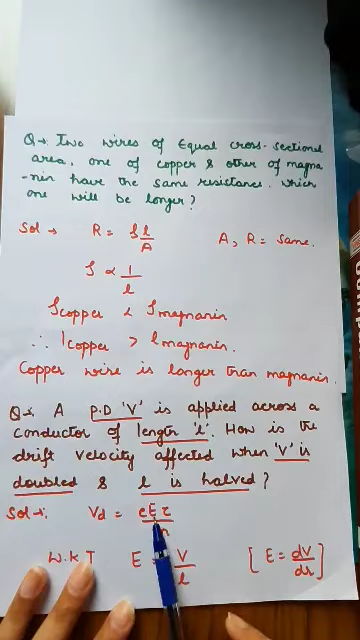 Q→ Two wires of Equal cross-sectional
area, one of copper & other of magna
-nin have the same resistance. which
one will be longer?
Sol → R = ρl/A A, R = same.
ρ ∝ 1/l
ρcopper < ρmagnanin
∴ lcopper > lmagnanin.
Copper wire is longer than magnanin.
Q→ A P.D 'V' is applied across a
conductor of length 'l'. How is the
drift velocity affected when 'V' is
doubled & l is halved?
Sol→ Vd = eEτ/
W.K.T E = V/l [E = dV/dr]